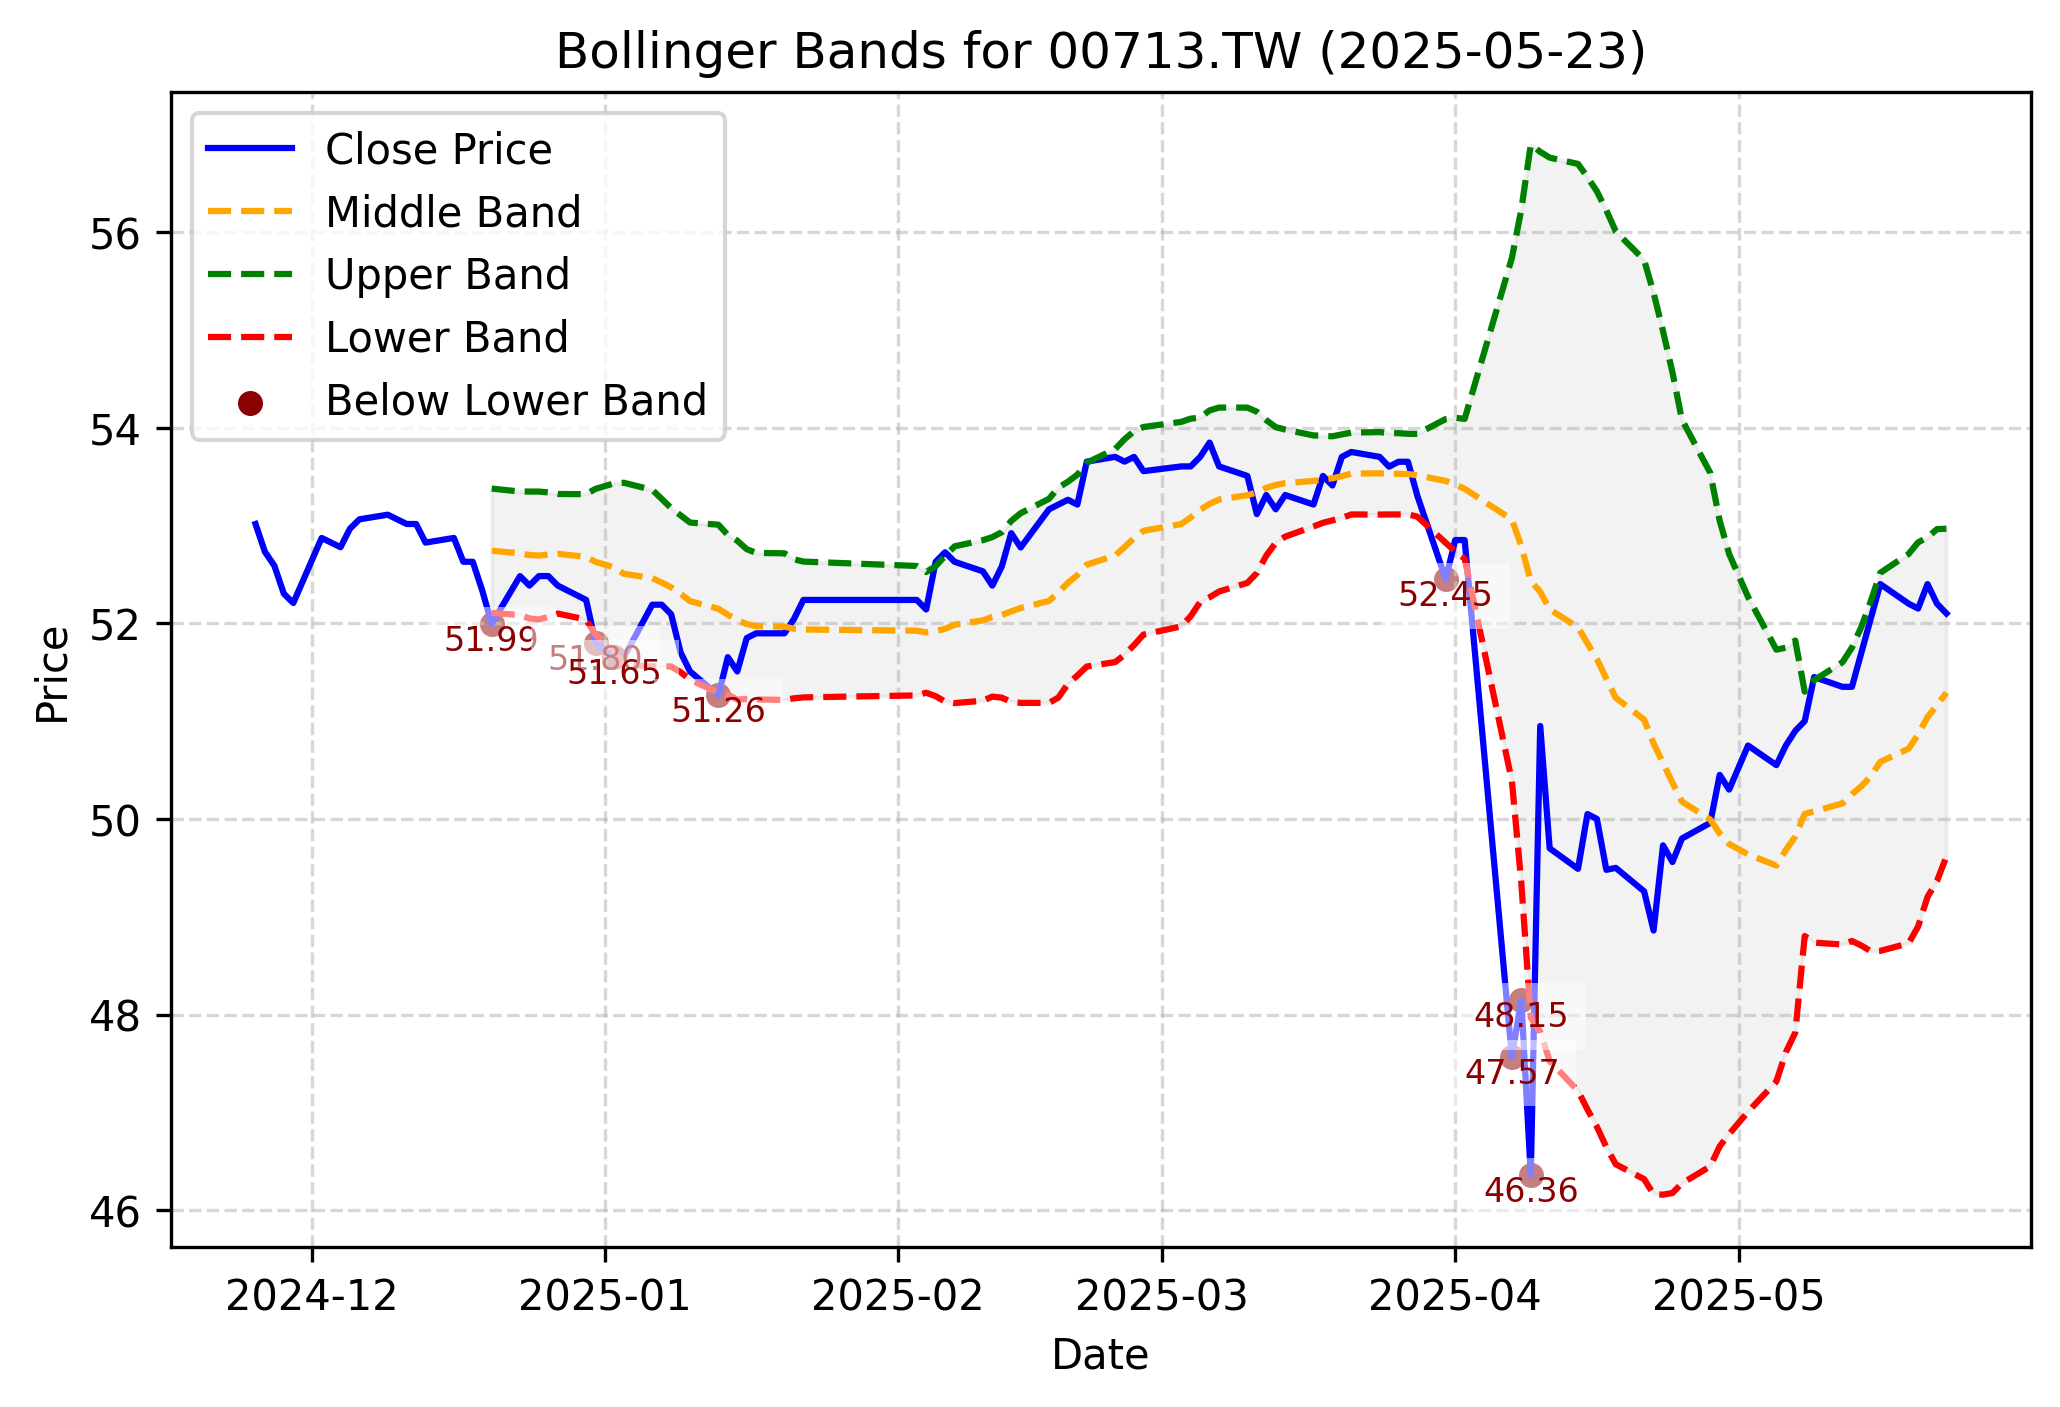 Bollinger Bands for 00713.TW (2025-05-23)
Close Price
Middle Band
Upper Band
Lower Band
Below Lower Band
Price
56
54
52
50
48
46
51.99
51.80
51.65
51.26
52.45
48.15
47.57
46.36
2024-12
2025-01
2025-02
2025-03
2025-04
2025-05
Date